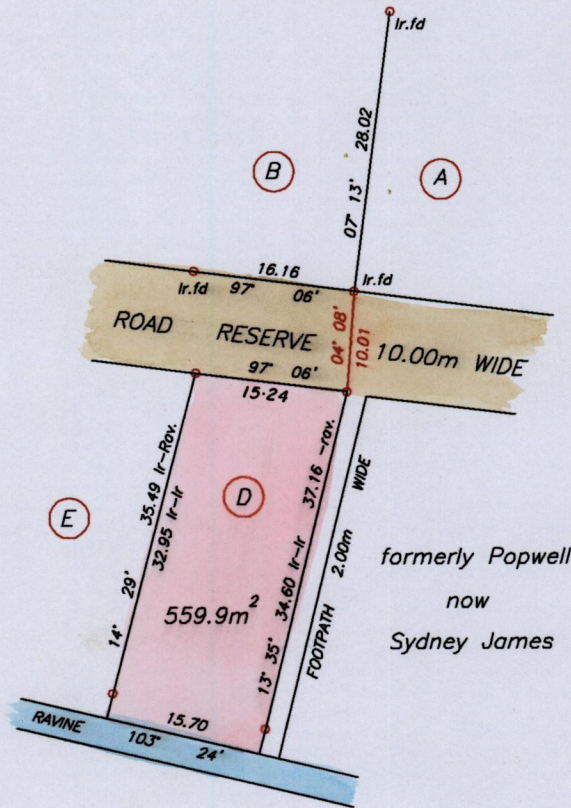 Ir.fd
28.02
07° 13'
B
A
16.16
Ir.fd
97° 06'
Ir.fd
ROAD RESERVE
04° 08'
10.01
10.00m WIDE
97° 06'
15.24
35.49 Ir-Rav.
32.95 Ir-Ir
14° 29'
E
D
37.16 -rav.
34.60 Ir-Ir
13° 35'
FOOTPATH 2.00m WIDE
559.9m²
formerly Popwell
now
Sydney James
15.70
RAVINE
103° 24'